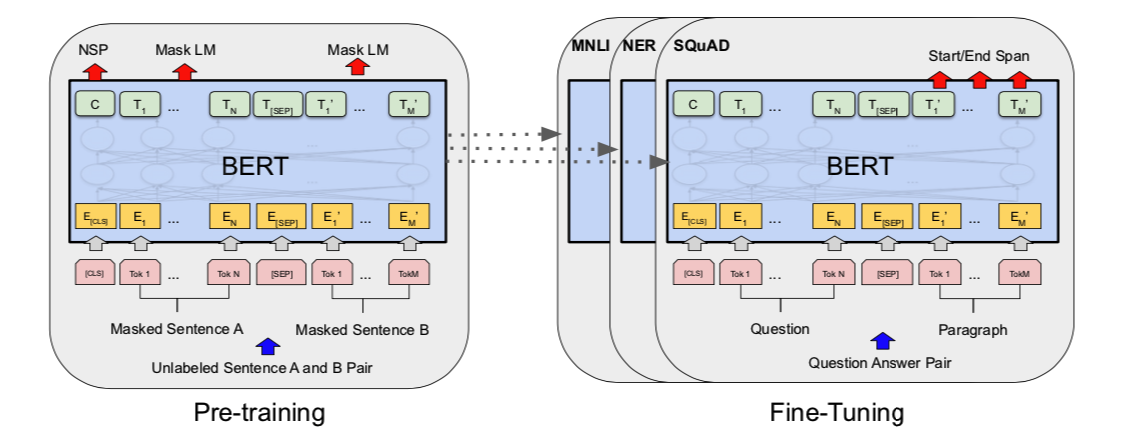 NSP Mask LM Mask LM
C T1 ... TN T[SEP] T1' ... TM'
...
BERT
...
E[CLS] E1 ... EN E[SEP] E1' ... EM'
[CLS] Tok 1 ... Tok N [SEP] Tok 1 ... TokM
Masked Sentence A Masked Sentence B
Unlabeled Sentence A and B Pair
Pre-training
MNLI NER SQuAD
Start/End Span
C T1 ... TN T[SEP] T1' ... TM'
...
BERT
...
E[CLS] E1 ... EN E[SEP] E1' ... EM'
[CLS] Tok 1 ... Tok N [SEP] Tok 1 ... TokM
Question Paragraph
Question Answer Pair
Fine-Tuning